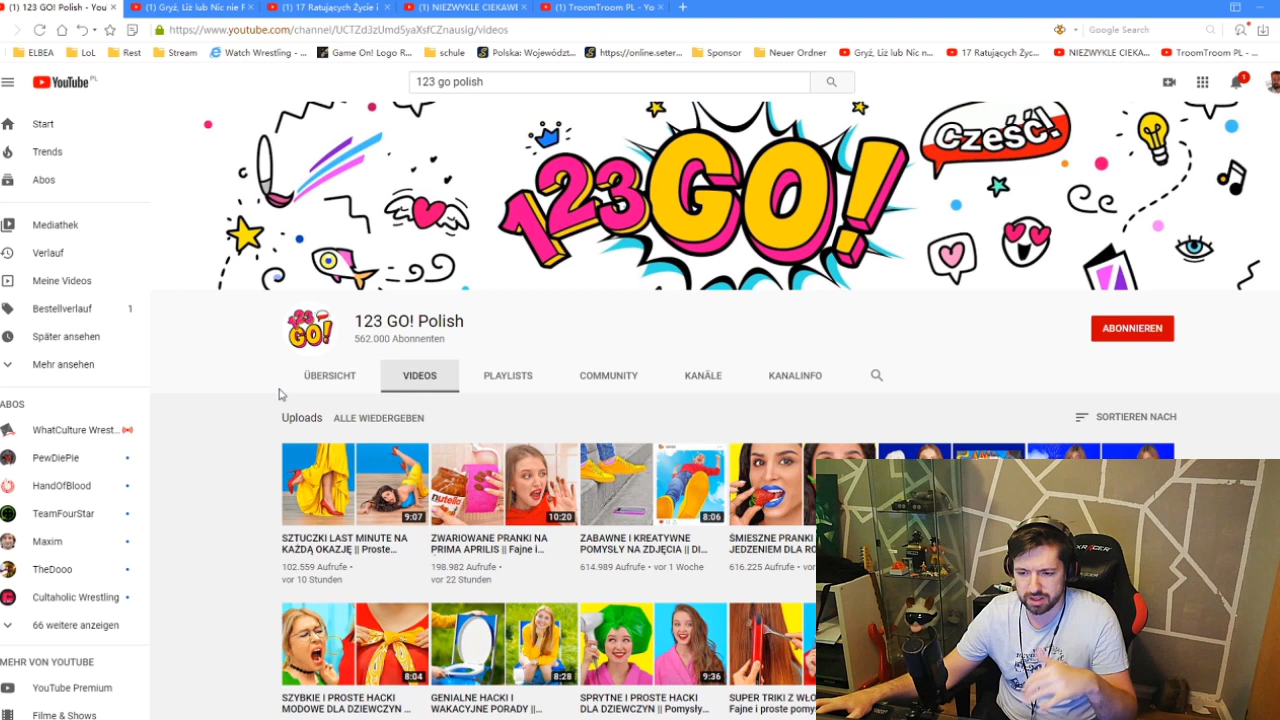 (1) 123 GO! Polish - You
(1) Gryź, Liż lub Nic nie F
(1) 17 Ratujących Życie i
(1) NIEZWYKLE CIEKAWE
(1) TroomTroom PL - Yo
https://www.youtube.com/channel/UCTZd3zUmd5yaXsfCZnausig/videos
Google Search
ELBEA
LoL
Rest
Stream
Watch Wrestling - ...
Game On! Logo R...
schule
Polska: Województ...
https://online.seter...
Sponsor
Neuer Ordner
Gryź, Liż lub Nic n...
17 Ratujących Życ...
NIEZWYKLE CIEKA...
TroomTroom PL - ...
YouTube PL
123 go polish
1
Start
Trends
Abos
Mediathek
Verlauf
Meine Videos
Bestellverlauf 1
Später ansehen
Mehr ansehen
ABOS
WhatCulture Wrest...
PewDiePie
HandOfBlood
TeamFourStar
Maxim
TheDooo
Cultaholic Wrestling
66 weitere anzeigen
MEHR VON YOUTUBE
YouTube Premium
Filme & Shows
123 GO!
CZEŚĆ!
123 GO!
123 GO! Polish
562.000 Abonnenten
ABONNIEREN
ÜBERSICHT
VIDEOS
PLAYLISTS
COMMUNITY
KANÄLE
KANALINFO
Uploads
ALLE WIEDERGEBEN
SORTIEREN NACH
9:07
SZTUCZKI LAST MINUTE NA
KAŻDĄ OKAZJĘ || Proste...
102.559 Aufrufe •
vor 10 Stunden
nutella
10:20
ZWARIOWANE PRANKI NA
PRIMA APRILIS || Fajne i...
198.982 Aufrufe •
vor 22 Stunden
8:06
ZABAWNE I KREATYWNE
POMYSŁY NA ZDJĘCIA || DI...
614.989 Aufrufe • vor 1 Woche
ŚMIESZNE PRANKI
JEDZENIEM DLA RO
616.225 Aufrufe • vor
8:04
SZYBKIE I PROSTE HACKI
MODOWE DLA DZIEWCZYN ...
8:28
GENIALNE HACKI I
WAKACYJNE PORADY ||...
9:36
SPRYTNE I PROSTE HACKI
DLA DZIEWCZYN || Pomysły...
SUPER TRIKI Z WŁO
Fajne i proste pomy